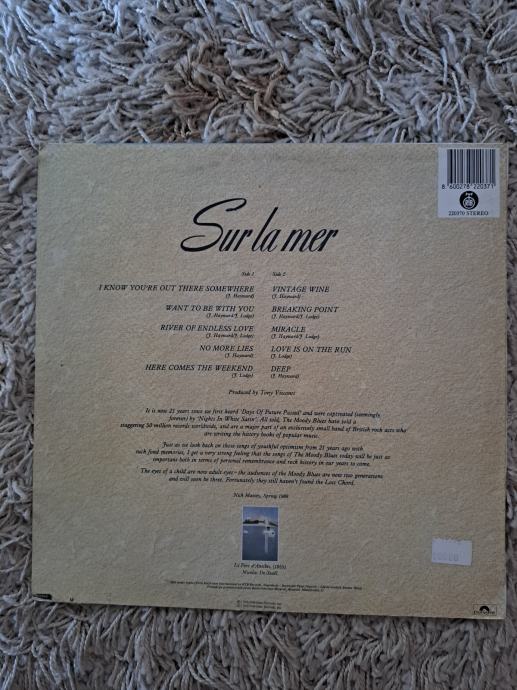 8 600278 220371
220370 STEREO
Sur la mer
Side 1
Side 2
I KNOW YOU'RE OUT THERE SOMEWHERE
(J. Hayward)
WANT TO BE WITH YOU
(J. Hayward/J. Lodge)
RIVER OF ENDLESS LOVE
(J. Hayward/J. Lodge)
NO MORE LIES
(J. Hayward)
HERE COMES THE WEEKEND
(J. Lodge)
VINTAGE WINE
(J. Hayward)
BREAKING POINT
(J. Hayward/J. Lodge)
MIRACLE
(J. Hayward/J. Lodge)
LOVE IS ON THE RUN
(J. Lodge)
DEEP
(J. Hayward)
Produced by Tony Visconti
It is now 21 years since we first heard 'Days Of Future Passed' and were captivated (seemingly
forever) by 'Nights In White Satin'. All told, The Moody Blues have sold a
staggering 50 million records worldwide, and are a major part of an exclusively small band of British rock acts who
are writing the history books of popular music.
Just as we look back on those songs of youthful optimism from 21 years ago with
such fond memories, I get a very strong feeling that the songs of The Moody Blues today will be just as
important both in terms of personal remembrance and rock history in our years to come.
The eyes of a child are now adult eyes – the audiences of the Moody Blues are now two generations
and will soon be three. Fortunately they still haven't found the Lost Chord.
Nick Massey, Spring 1988
Le Fort d'Antibes, (1955)
Nicolas De Staël.